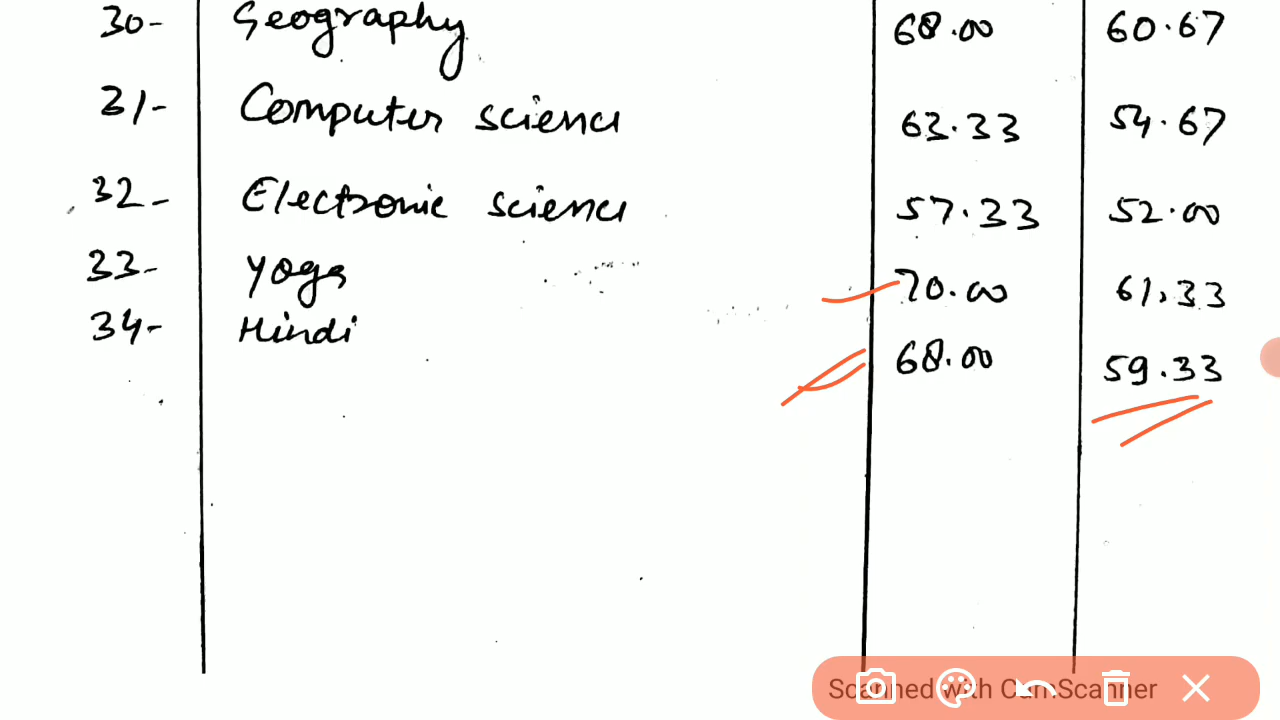 30- Geography 68.00 60.67
31- Computer science 63.33 54.67
32- Electronic science 57.33 52.00
33- Yoga 70.00 61.33
34- Hindi 68.00 59.33
Scanned with CamScanner